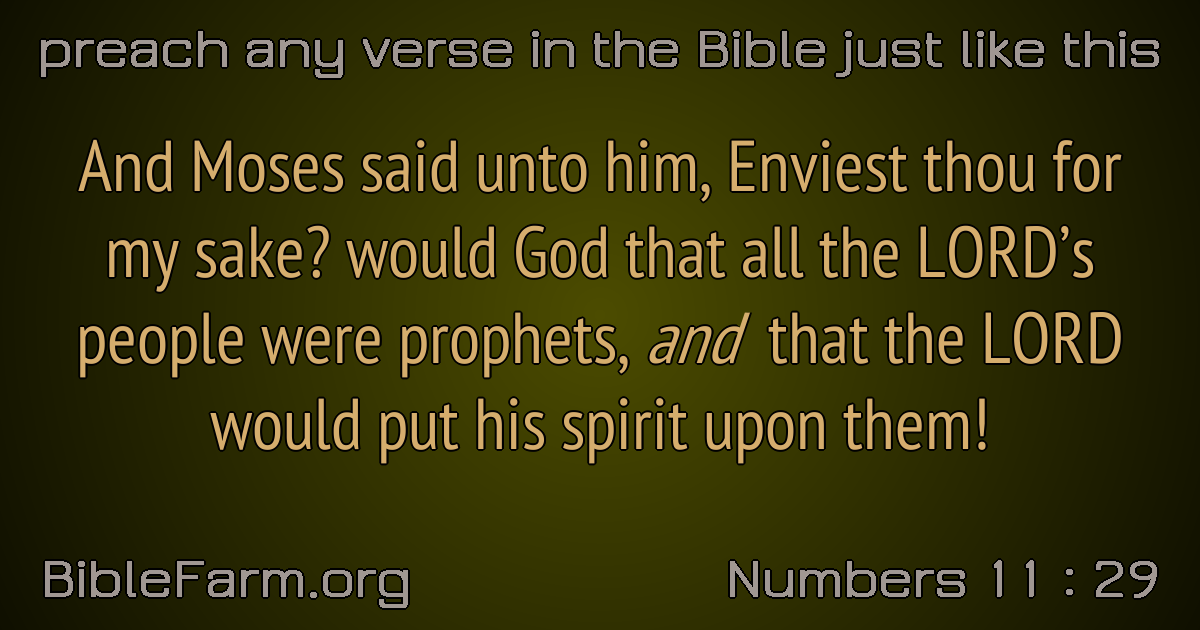 preach any verse in the Bible just like this
And Moses said unto him, Enviest thou for
my sake? would God that all the LORD’s
people were prophets, and that the LORD
would put his spirit upon them!
BibleFarm.org
Numbers 11 : 29